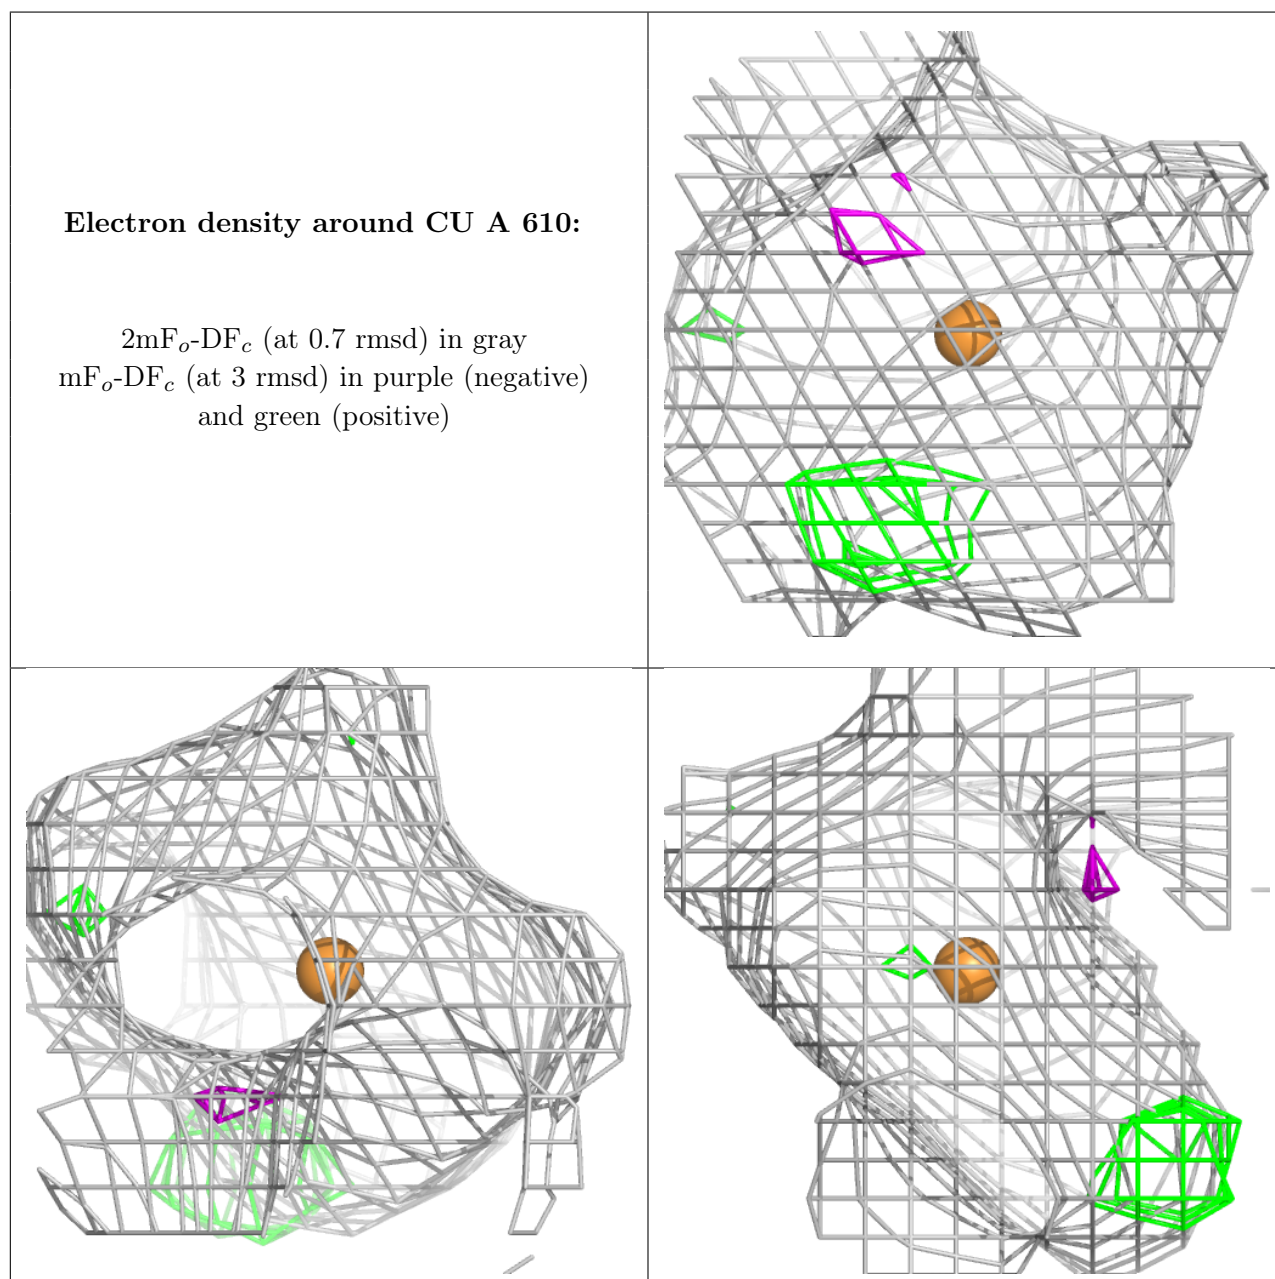 Electron density around CU A 610:
2mFo-DFc (at 0.7 rmsd) in gray
mFo-DFc (at 3 rmsd) in purple (negative)
and green (positive)